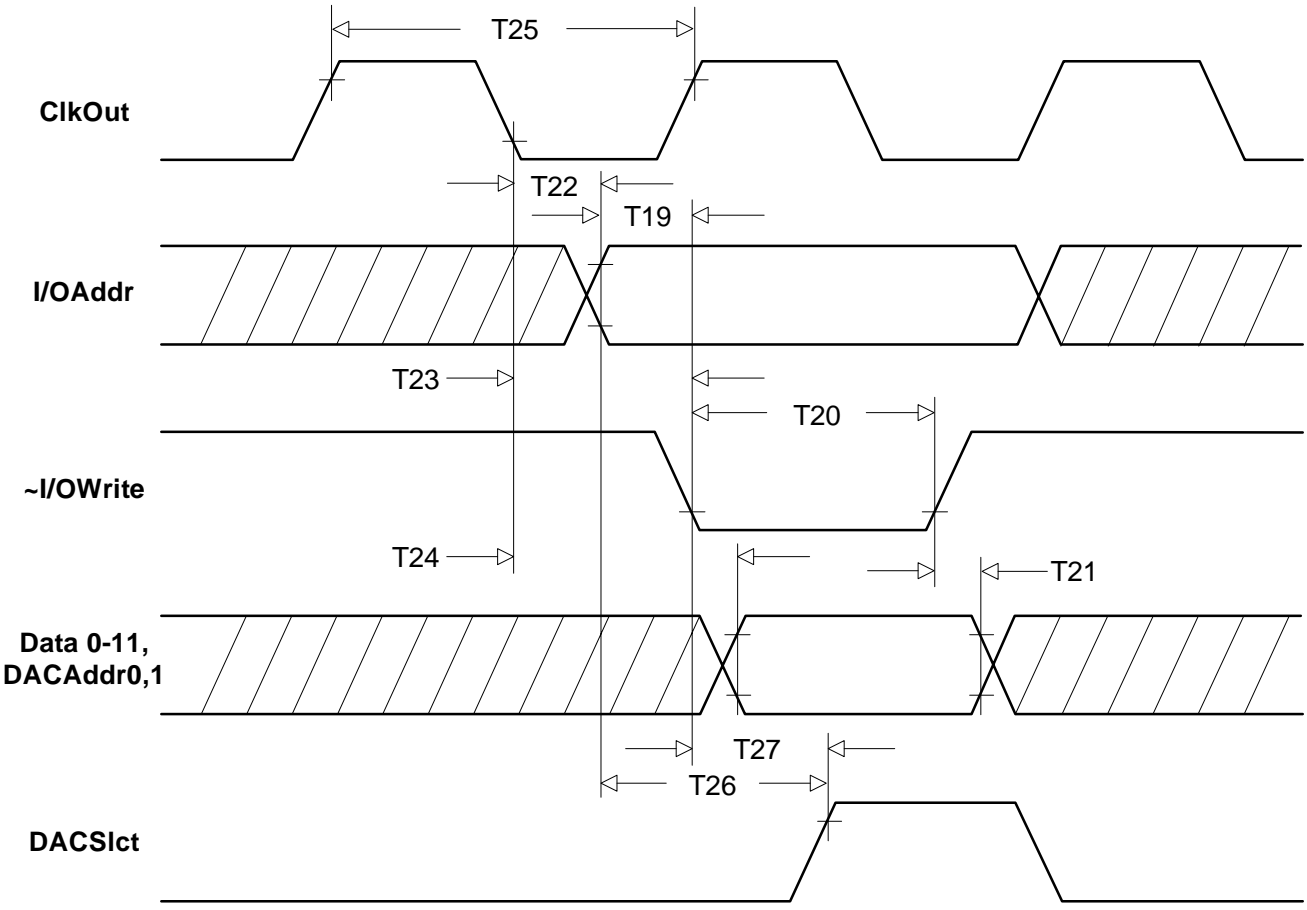 T25
ClkOut
T22
T19
I/OAddr
T23
T20
~I/OWrite
T24
T21
Data 0-11,
DACAddr0,1
T27
T26
DACSlct